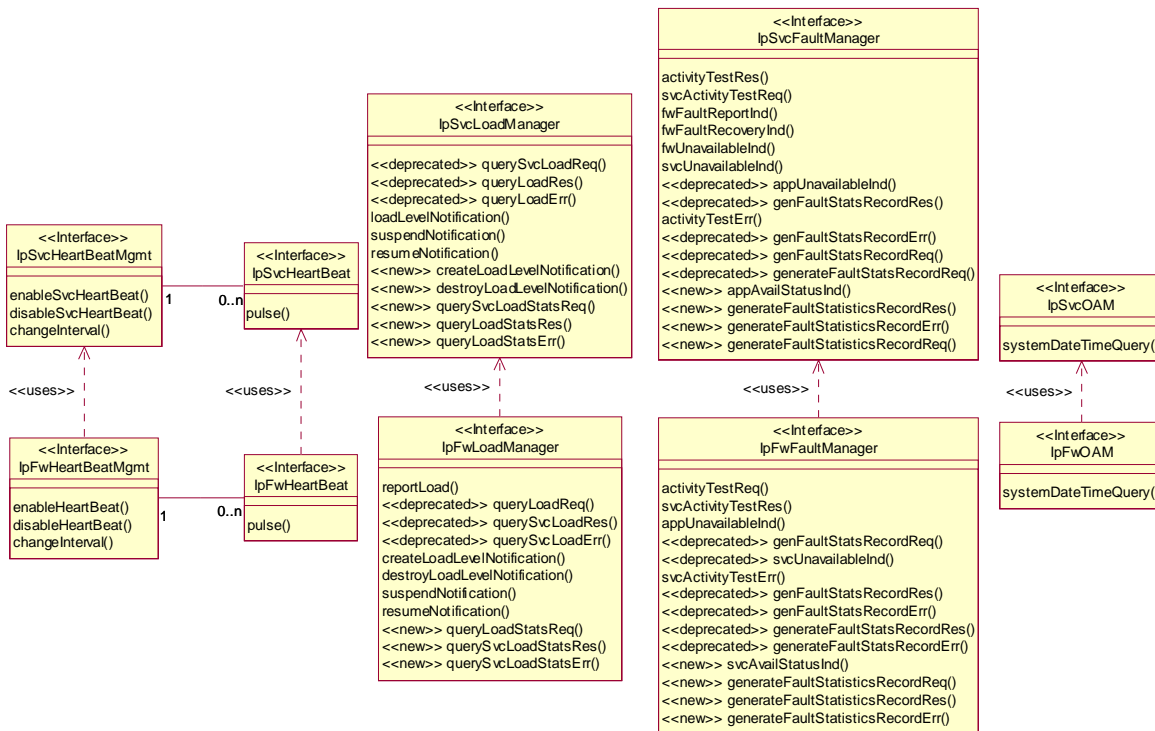 <<Interface>>
IpSvcHeartBeatMgmt
enableSvcHeartBeat()
disableSvcHeartBeat()
changeInterval()
1
0..n
<<Interface>>
IpSvcHeartBeat
pulse()
<<Interface>>
IpSvcLoadManager
<<deprecated>> querySvcLoadReq()
<<deprecated>> queryLoadRes()
<<deprecated>> queryLoadErr()
loadLevelNotification()
suspendNotification()
resumeNotification()
<<new>> createLoadLevelNotification()
<<new>> destroyLoadLevelNotification()
<<new>> querySvcLoadStatsReq()
<<new>> queryLoadStatsRes()
<<new>> queryLoadStatsErr()
<<Interface>>
IpSvcFaultManager
activityTestRes()
svcActivityTestReq()
fwFaultReportInd()
fwFaultRecoveryInd()
fwUnavailableInd()
svcUnavailableInd()
<<deprecated>> appUnavailableInd()
<<deprecated>> genFaultStatsRecordRes()
activityTestErr()
<<deprecated>> genFaultStatsRecordErr()
<<deprecated>> genFaultStatsRecordReq()
<<deprecated>> generateFaultStatsRecordReq()
<<new>> appAvailStatusInd()
<<new>> generateFaultStatisticsRecordRes()
<<new>> generateFaultStatisticsRecordErr()
<<new>> generateFaultStatisticsRecordReq()
<<Interface>>
IpSvcOAM
systemDateTimeQuery()
<<uses>>
<<uses>>
<<uses>>
<<uses>>
<<uses>>
<<Interface>>
IpFwHeartBeatMgmt
enableHeartBeat()
disableHeartBeat()
changeInterval()
1
0..n
<<Interface>>
IpFwHeartBeat
pulse()
<<Interface>>
IpFwLoadManager
reportLoad()
<<deprecated>> queryLoadReq()
<<deprecated>> querySvcLoadRes()
<<deprecated>> querySvcLoadErr()
createLoadLevelNotification()
destroyLoadLevelNotification()
suspendNotification()
resumeNotification()
<<new>> queryLoadStatsReq()
<<new>> querySvcLoadStatsRes()
<<new>> querySvcLoadStatsErr()
<<Interface>>
IpFwFaultManager
activityTestReq()
svcActivityTestRes()
appUnavailableInd()
<<deprecated>> genFaultStatsRecordReq()
<<deprecated>> svcUnavailableInd()
svcActivityTestErr()
<<deprecated>> genFaultStatsRecordRes()
<<deprecated>> genFaultStatsRecordErr()
<<deprecated>> generateFaultStatsRecordRes()
<<deprecated>> generateFaultStatsRecordErr()
<<new>> svcAvailStatusInd()
<<new>> generateFaultStatisticsRecordReq()
<<new>> generateFaultStatisticsRecordRes()
<<new>> generateFaultStatisticsRecordErr()
<<Interface>>
IpFwOAM
systemDateTimeQuery()